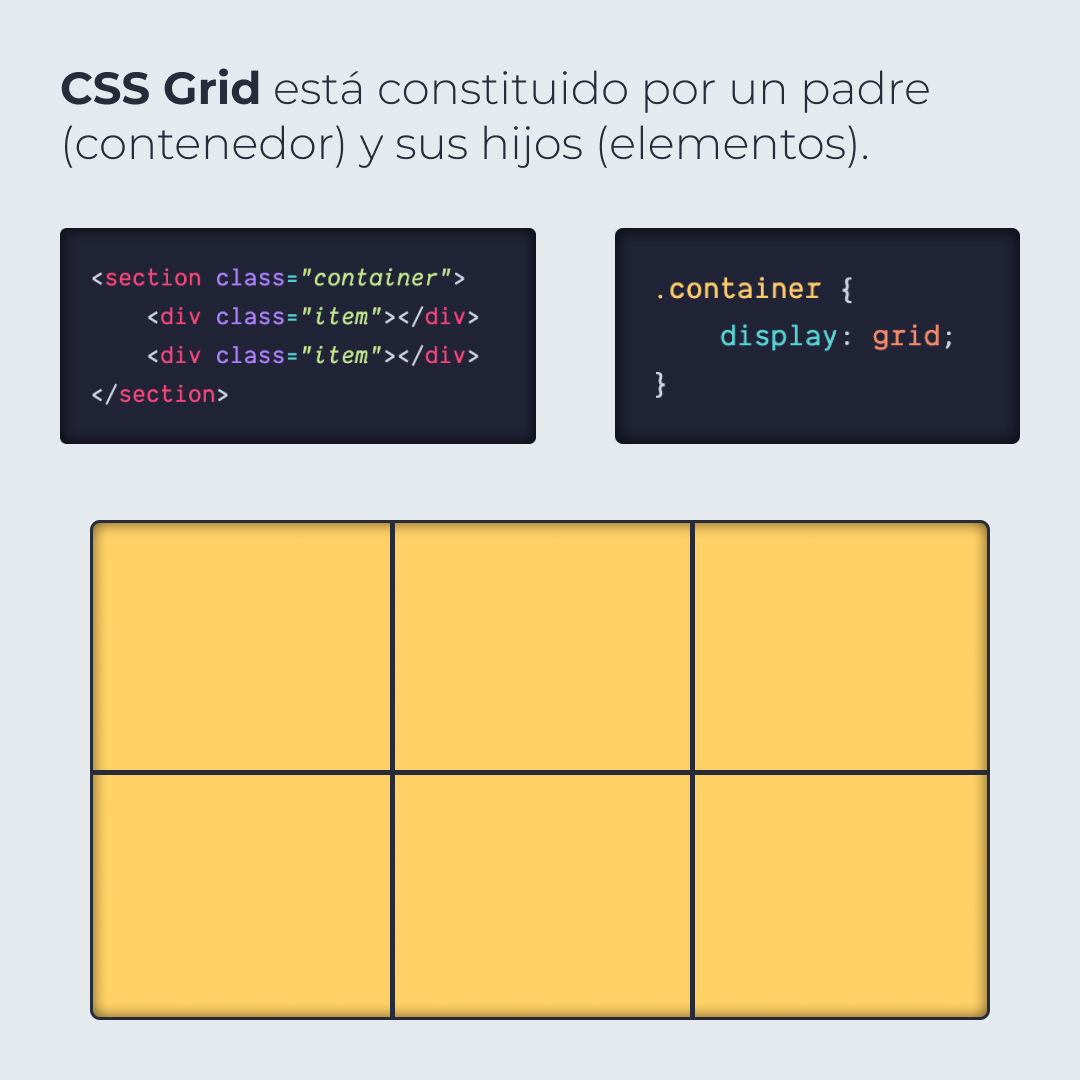 CSS Grid está constituido por un padre
(contenedor) y sus hijos (elementos).
<section class="container">
    <div class="item"></div>
    <div class="item"></div>
</section>
.container {
    display: grid;
}